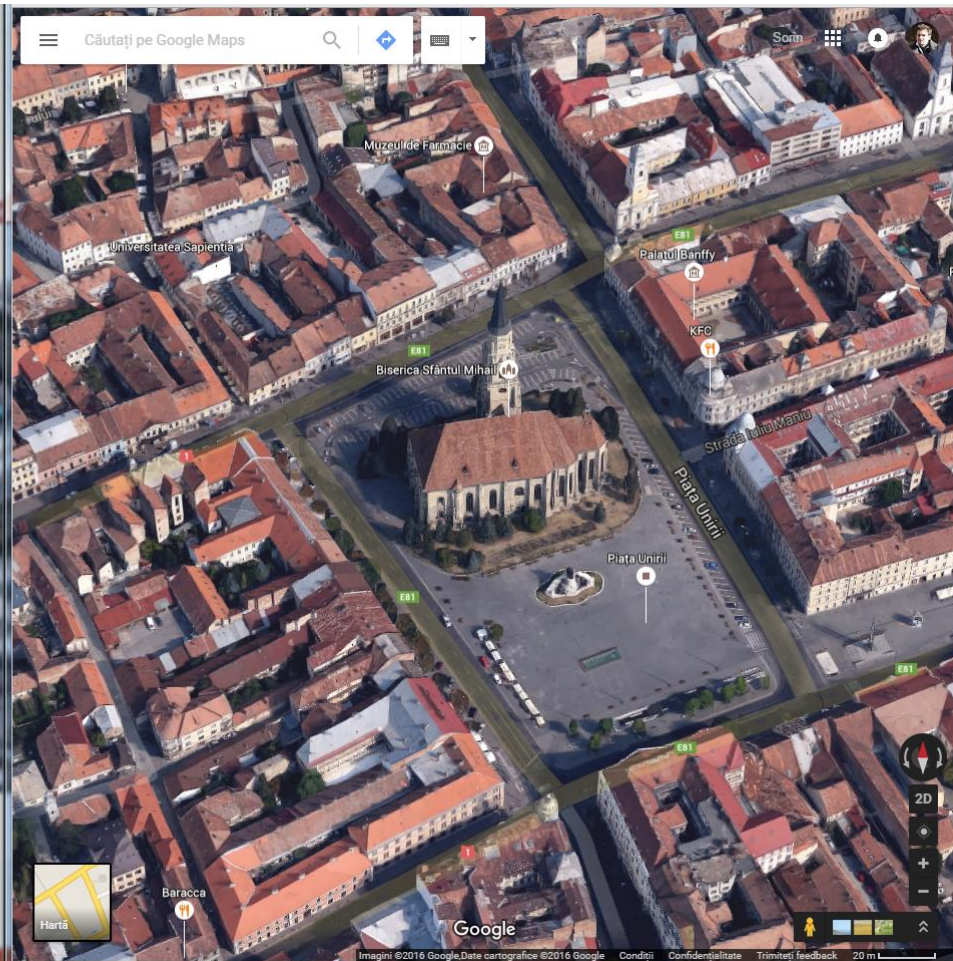 Căutați pe Google Maps
Sorin
Muzeul de Farmacie
Universitatea Sapientia
E81
Palatul Banffy
KFC
E81
Biserica Sfântul Mihail
Strada Iuliu Maniu
1
Piața Unirii
Piața Unirii
E81
E81
E81
2D
1
Baracca
Hartă
Google
Imagini ©2016 Google,Date cartografice ©2016 Google Condiții Confidențialitate Trimiteți feedback 20 m